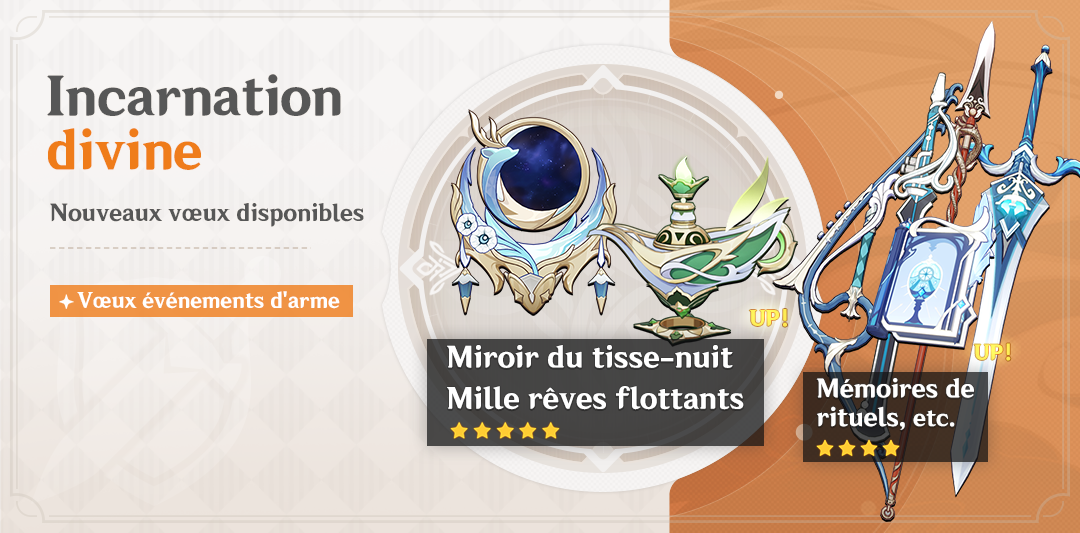 Incarnation
divine
Nouveaux vœux disponibles
Vœux événements d'arme
UP!
Miroir du tisse-nuit
Mille rêves flottants
UP!
Mémoires de
rituels, etc.